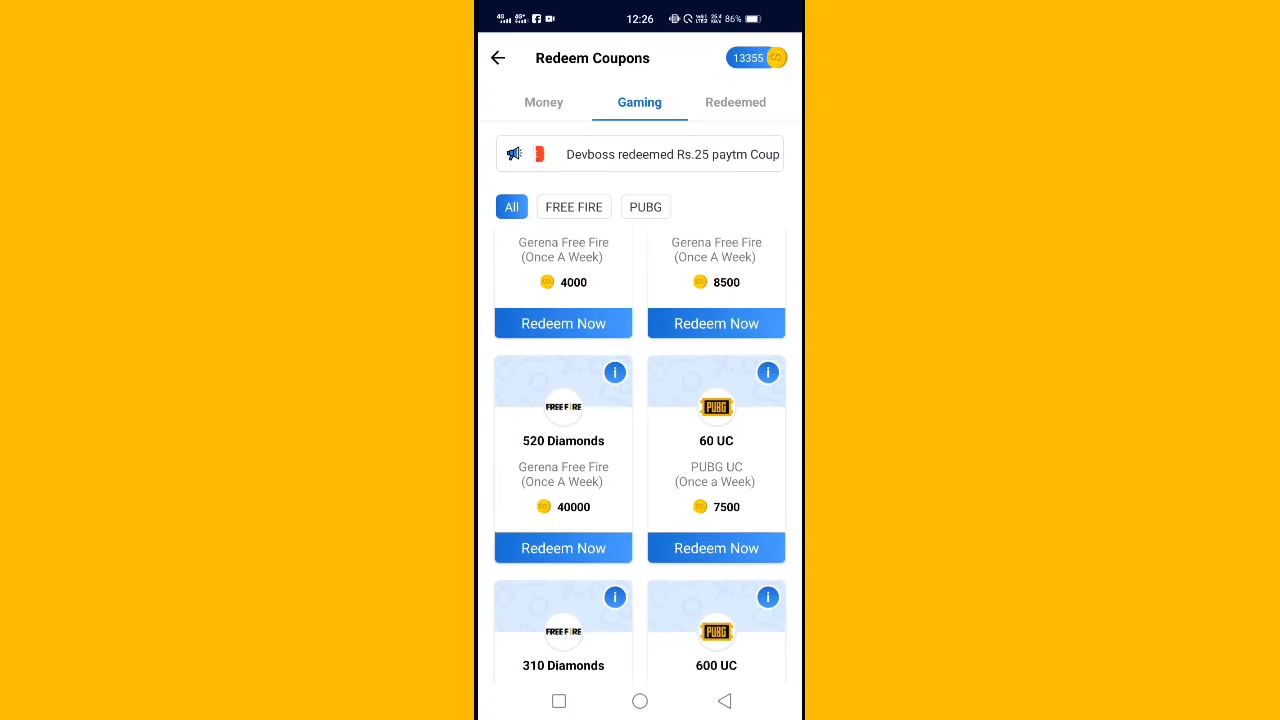 12:26
86%
Redeem Coupons
13355
Money
Gaming
Redeemed
Devboss redeemed Rs.25 paytm Coup
All
FREE FIRE
PUBG
Gerena Free Fire
(Once A Week)
4000
Redeem Now
Gerena Free Fire
(Once A Week)
8500
Redeem Now
FREE FIRE
520 Diamonds
Gerena Free Fire
(Once A Week)
40000
Redeem Now
PUBG
60 UC
PUBG UC
(Once a Week)
7500
Redeem Now
FREE FIRE
310 Diamonds
PUBG
600 UC